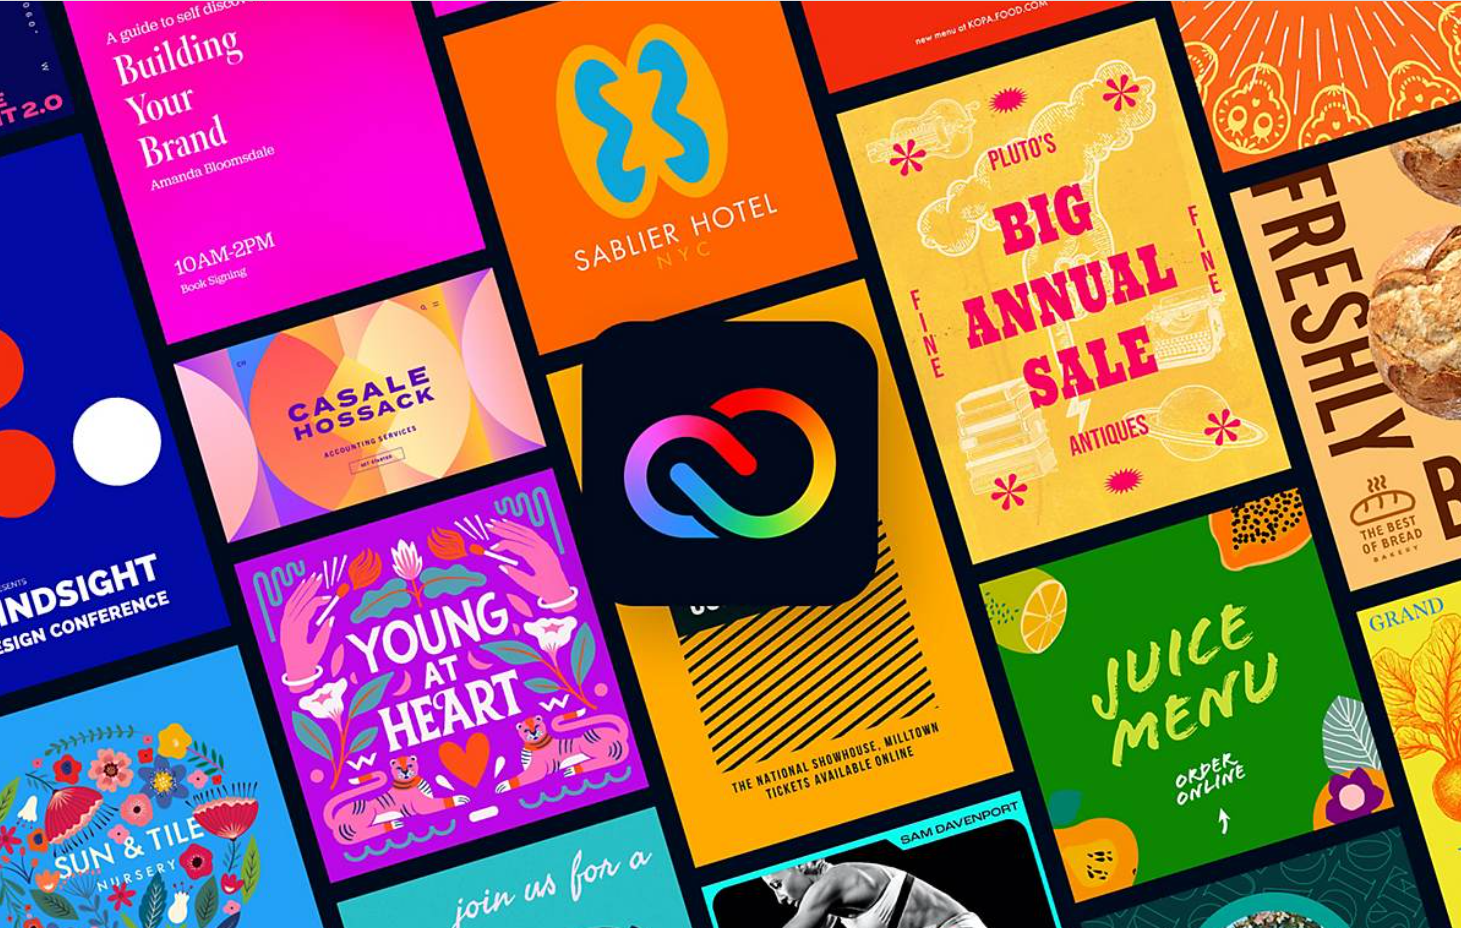 T 2.0
A guide to self
Building
Your
Brand
Amanda Bloomsdale
10AM-2PM
Book Signing
SABLIER HOTEL
NYC
new menu at KOPA.FOOD.COM
PLUTO'S
BIG
ANNUAL
SALE
FINE
FINE
ANTIQUES
FRESHLY
B
THE BEST
OF BREAD
BAKERY
CASALE
HOSSACK
ACCOUNTING SERVICES
GET STARTED
INDSIGHT
ESIGN CONFERENCE
YOUNG
AT
HEART
THE NATIONAL SHOWHOUSE, MILLTOWN
TICKETS AVAILABLE ONLINE
JUICE
MENU
ORDER
ONLINE
GRAND
SUN & TILE
NURSERY
join us for a
SAM DAVENPORT